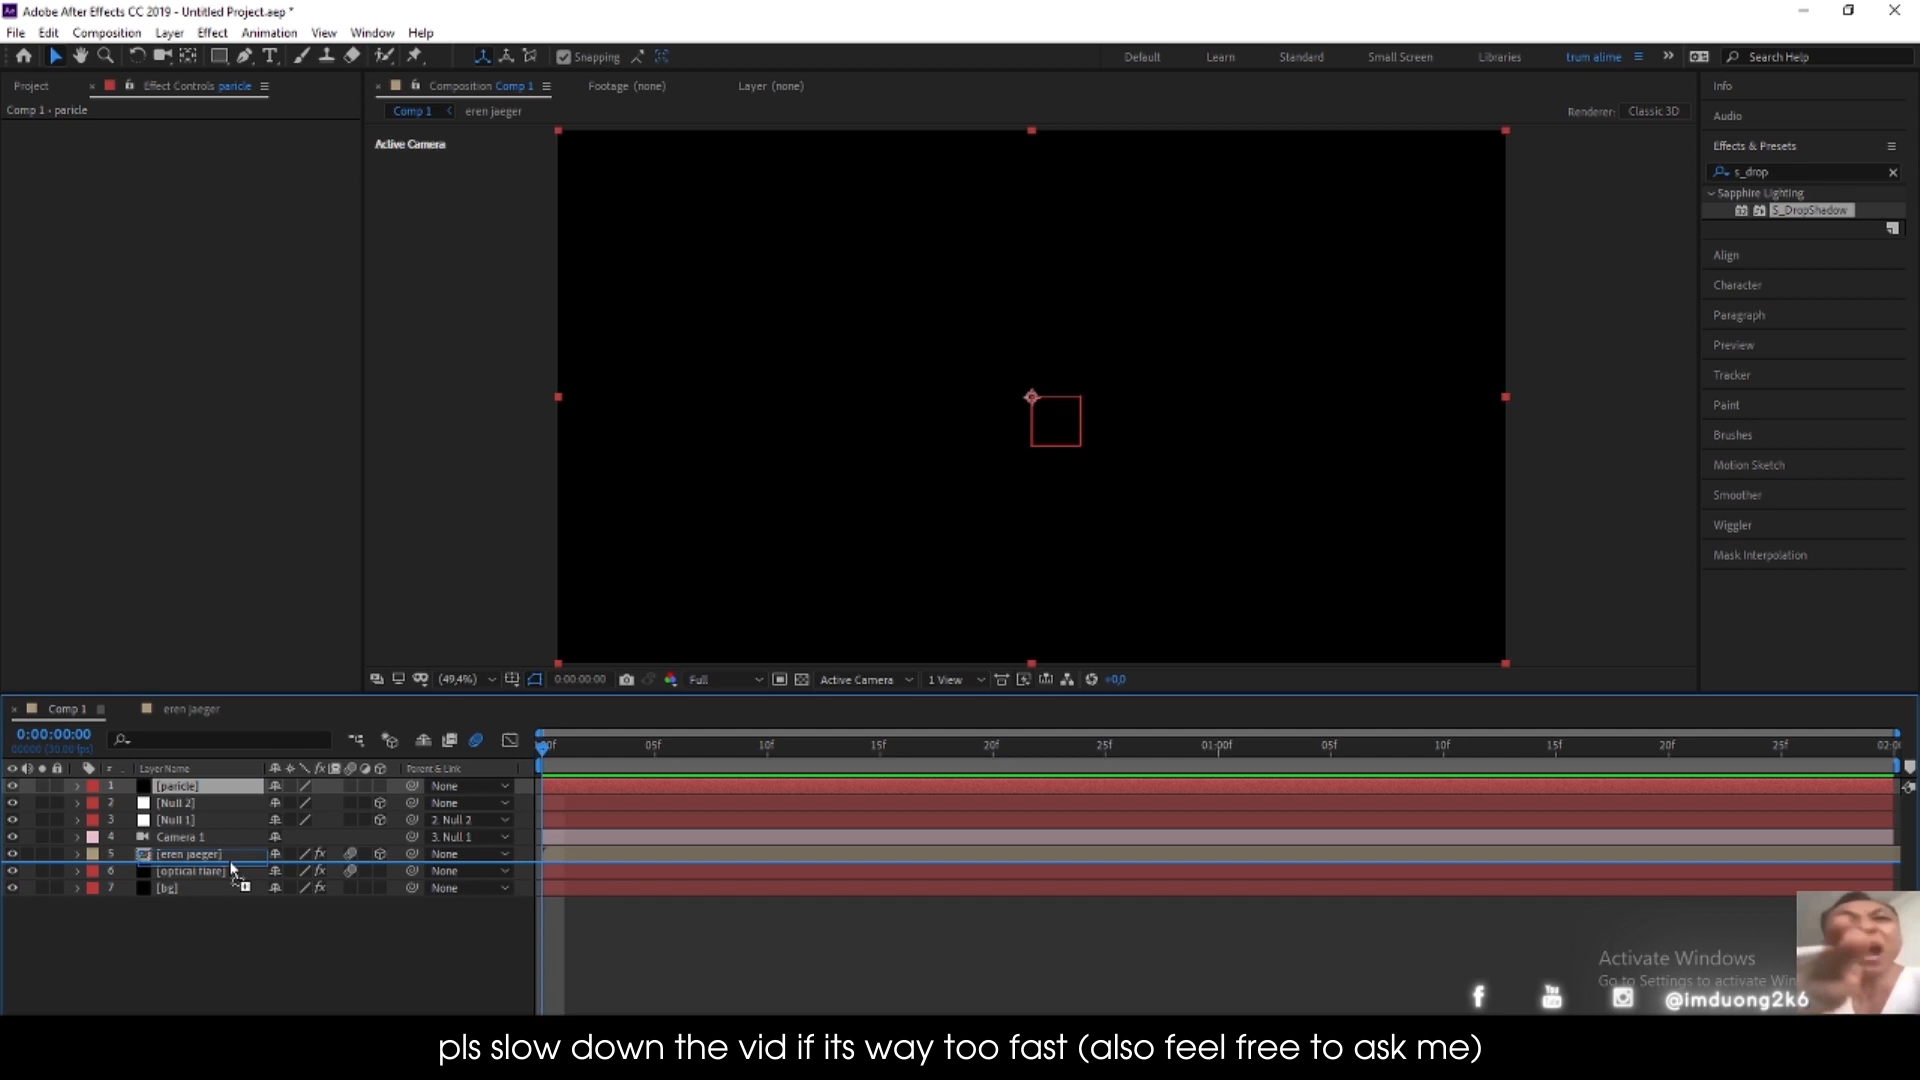 Adobe After Effects CC 2019 - Untitled Project.aep *
File Edit Composition Layer Effect Animation View Window Help
Snapping Default Learn Standard Small Screen Libraries trum alime Search Help
Project Effect Controls paricle Composition Comp 1 Footage (none) Layer (none) Info
Comp 1 • paricle Comp 1 eren jaeger Renderer: Classic 3D
Audio
Active Camera
Effects & Presets
s_drop
Sapphire Lighting
S_DropShadow
Align
Character
Paragraph
Preview
Tracker
Paint
Brushes
Motion Sketch
Smoother
Wiggler
Mask Interpolation
(49,4%) 0:00:00:00 Full Active Camera 1 View +0,0
Comp 1 eren jaeger
0:00:00:00
00000 (30.00 fps)
05f 10f 15f 20f 25f 01:00f 05f 10f 15f 20f 25f
# Layer Name Parent & Link
1 [paricle] None
2 [Null 2] None
3 [Null 1] 2. Null 2
4 Camera 1 3. Null 1
5 [eren jaeger] fx None
6 [optical flare] fx None
7 [bg] fx None
Activate Windows
Go to Settings to activate Win
You Tube @imduong2k6
pls slow down the vid if its way too fast (also feel free to ask me)